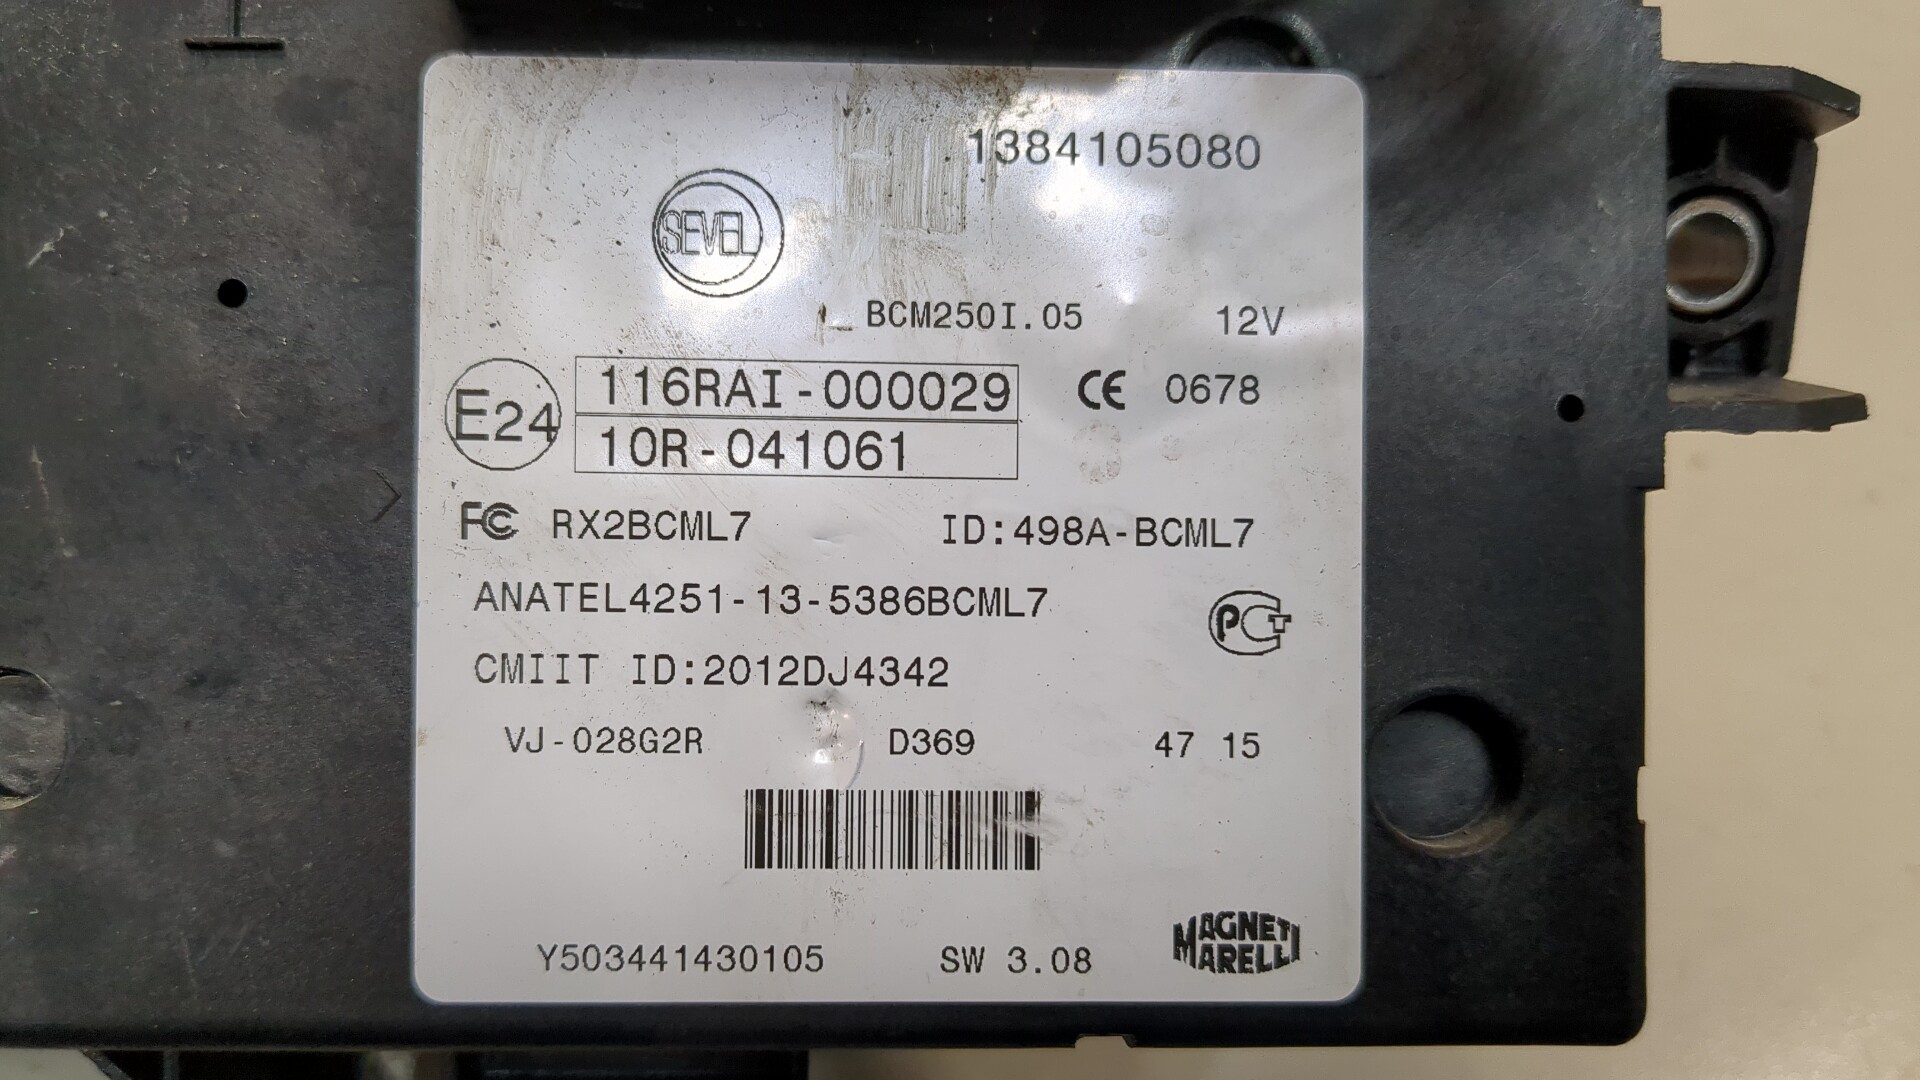 1384105080
SEVEL
BCM250I.05 12V
E24 116RAI-000029 CE 0678
10R-041061
FC RX2BCML7 ID:498A-BCML7
ANATEL4251-13-5386BCML7
PCT
CMIIT ID:2012DJ4342
VJ-028G2R D369 47 15
Y503441430105 SW 3.08
MAGNETI
MARELLI